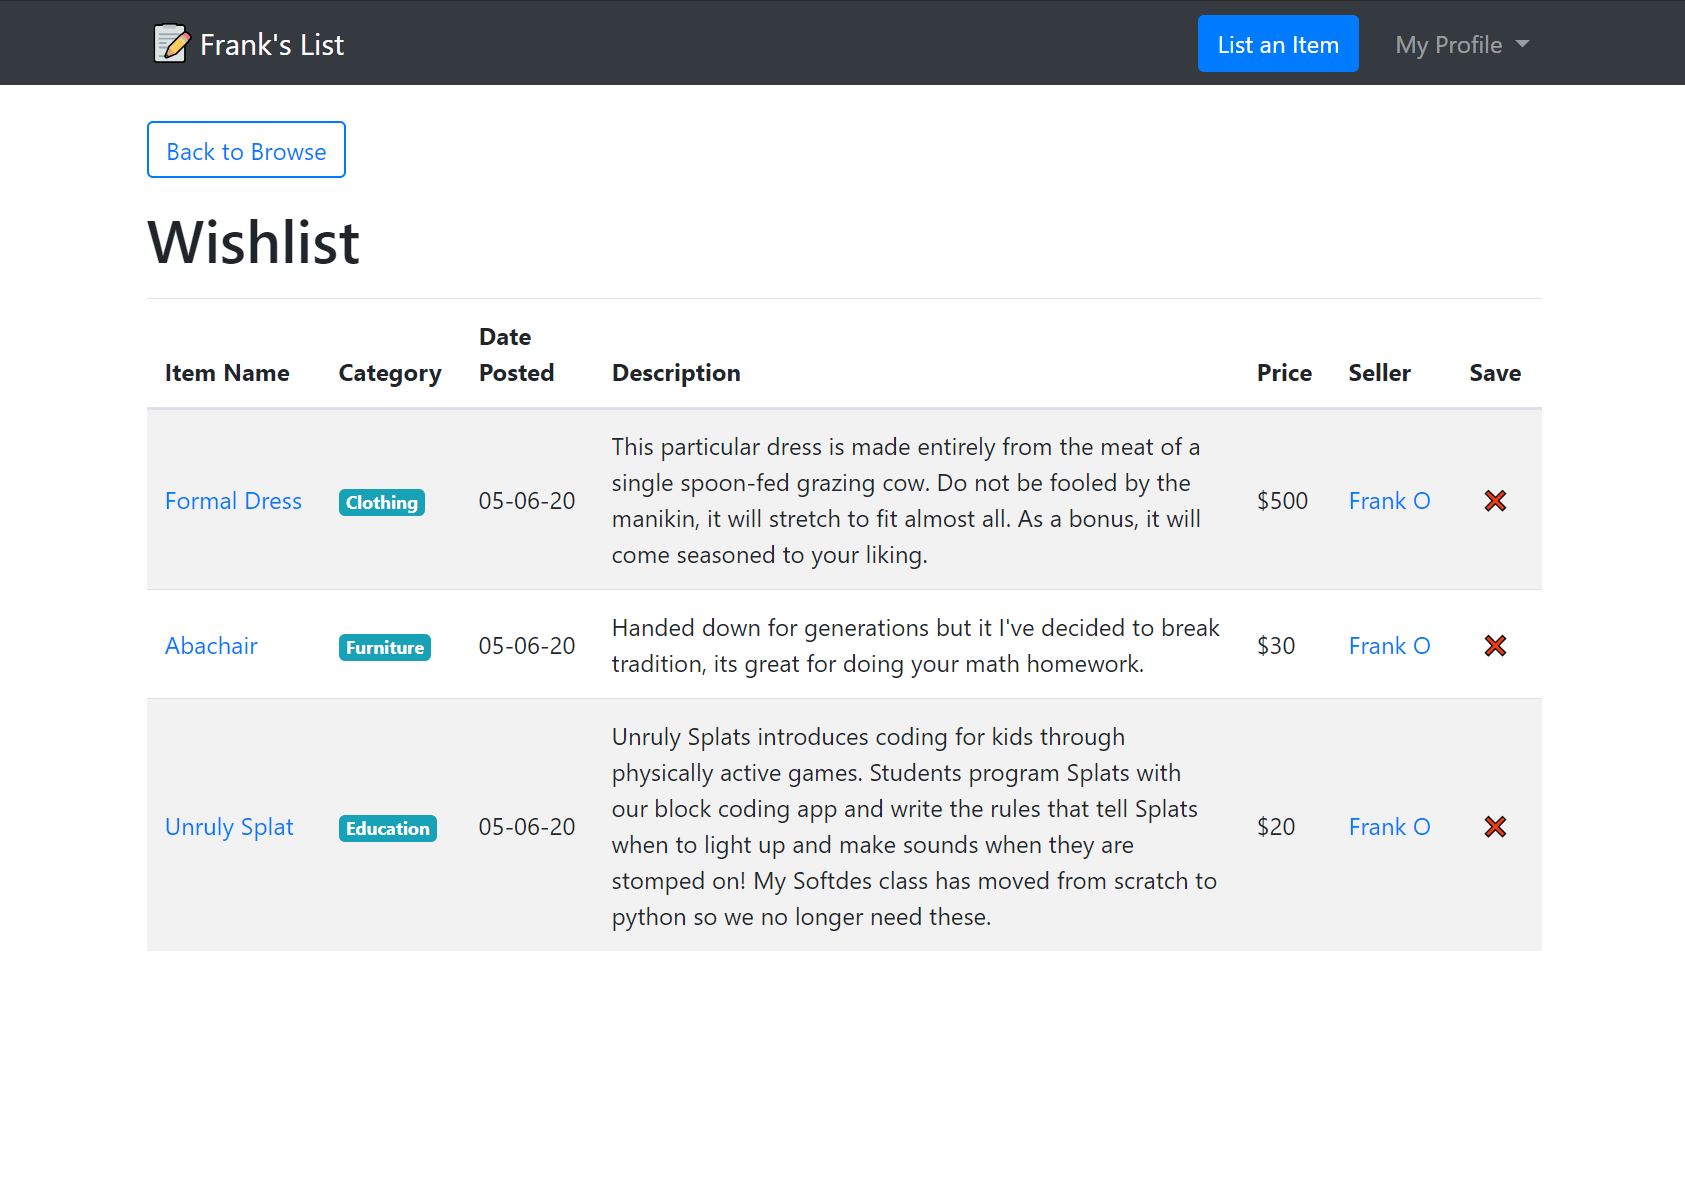 Frank's List
List an Item
My Profile
Back to Browse
Wishlist
Item Name
Category
Date
Posted
Description
Price
Seller
Save
Formal Dress
Clothing
05-06-20
This particular dress is made entirely from the meat of a
single spoon-fed grazing cow. Do not be fooled by the
manikin, it will stretch to fit almost all. As a bonus, it will
come seasoned to your liking.
$500
Frank O
Abachair
Furniture
05-06-20
Handed down for generations but it I've decided to break
tradition, its great for doing your math homework.
$30
Frank O
Unruly Splat
Education
05-06-20
Unruly Splats introduces coding for kids through
physically active games. Students program Splats with
our block coding app and write the rules that tell Splats
when to light up and make sounds when they are
stomped on! My Softdes class has moved from scratch to
python so we no longer need these.
$20
Frank O